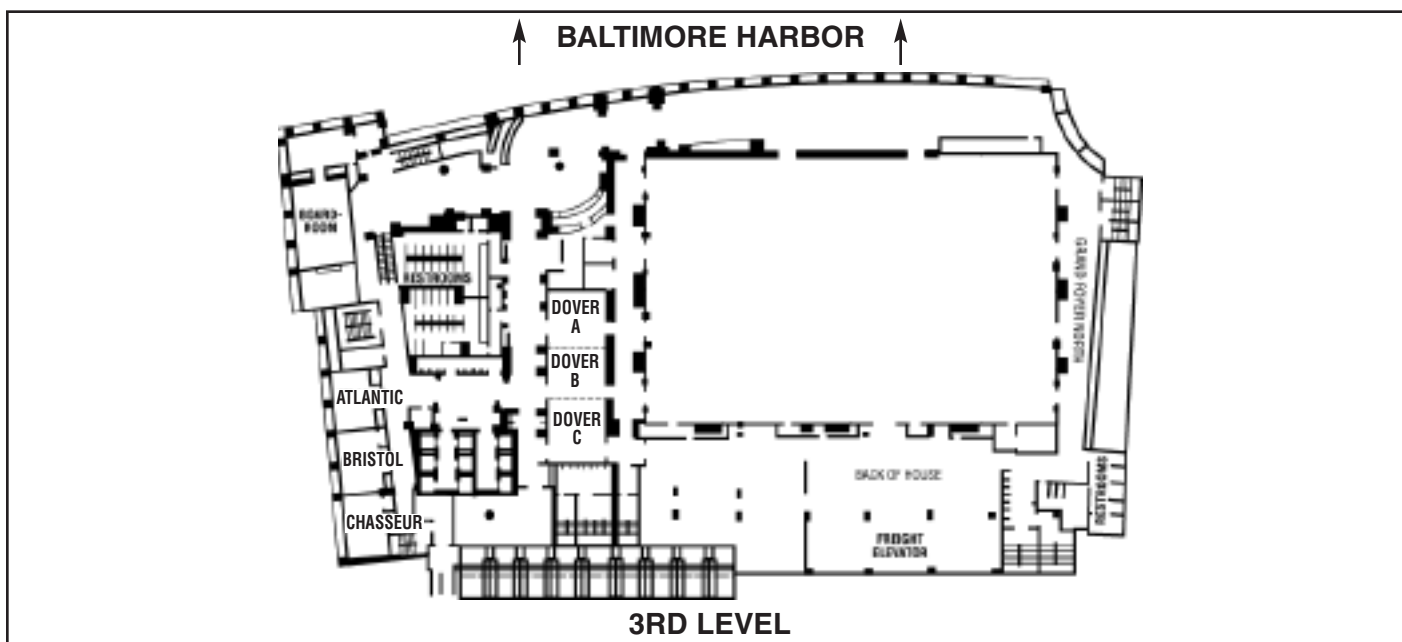 BALTIMORE HARBOR
BOARD-
ROOM
RESTROOMS
DOVER
A
DOVER
B
DOVER
C
GRAND FOYER NORTH
ATLANTIC
BRISTOL
CHASSEUR
BACK OF HOUSE
RESTROOMS
FREIGHT
ELEVATOR
3RD LEVEL